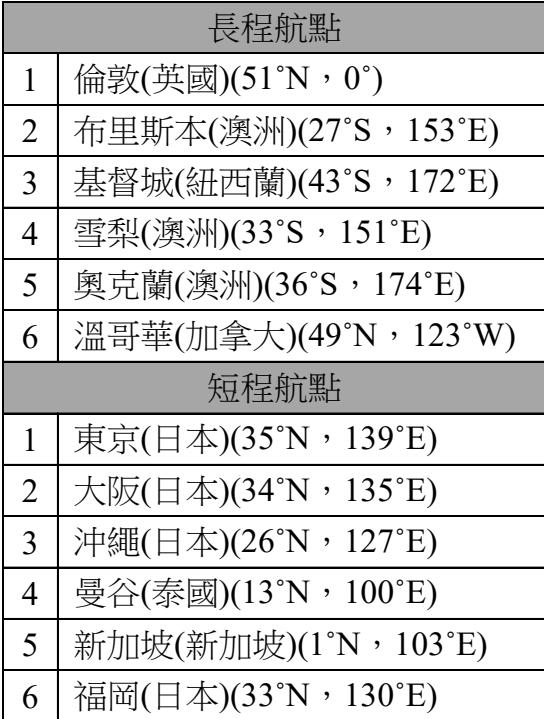 長程航點
1 倫敦(英國)(51˚N，0˚)
2 布里斯本(澳洲)(27˚S，153˚E)
3 基督城(紐西蘭)(43˚S，172˚E)
4 雪梨(澳洲)(33˚S，151˚E)
5 奧克蘭(澳洲)(36˚S，174˚E)
6 溫哥華(加拿大)(49˚N，123˚W)
短程航點
1 東京(日本)(35˚N，139˚E)
2 大阪(日本)(34˚N，135˚E)
3 沖繩(日本)(26˚N，127˚E)
4 曼谷(泰國)(13˚N，100˚E)
5 新加坡(新加坡)(1˚N，103˚E)
6 福岡(日本)(33˚N，130˚E)